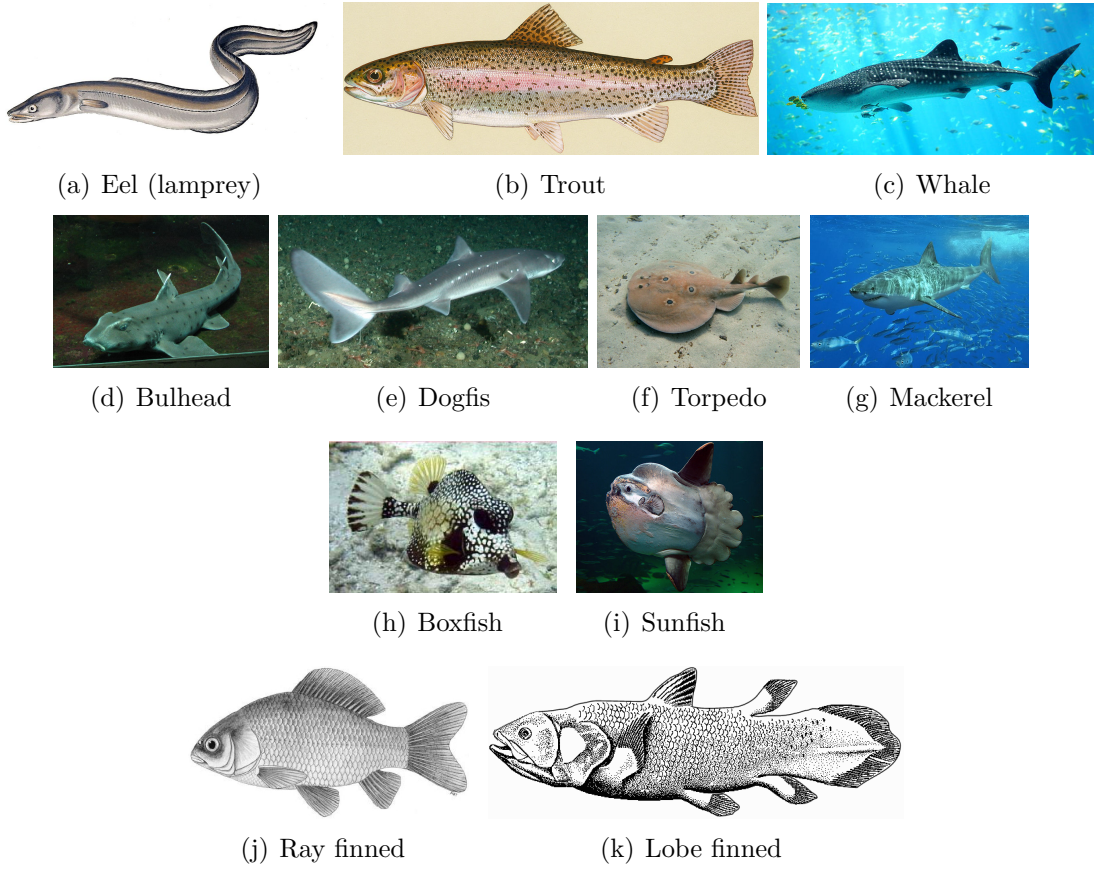 (a) Eel (lamprey)
(b) Trout
(c) Whale
(d) Bulhead
(e) Dogfis
(f) Torpedo
(g) Mackerel
(h) Boxfish
(i) Sunfish
(j) Ray finned
(k) Lobe finned